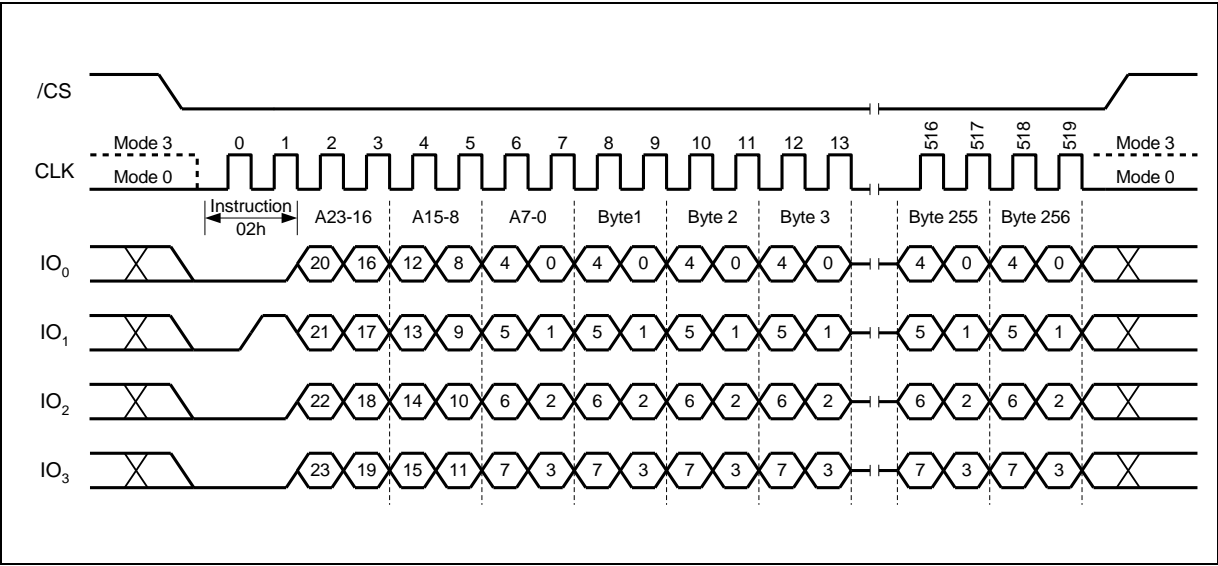 /CS
Mode 3 0 1 2 3 4 5 6 7 8 9 10 11 12 13 516 517 518 519 Mode 3
CLK
Mode 0 Mode 0
Instruction A23-16 A15-8 A7-0 Byte1 Byte 2 Byte 3 Byte 255 Byte 256
02h
IO0 20 16 12 8 4 0 4 0 4 0 4 0 4 0 4 0
IO1 21 17 13 9 5 1 5 1 5 1 5 1 5 1 5 1
IO2 22 18 14 10 6 2 6 2 6 2 6 2 6 2 6 2
IO3 23 19 15 11 7 3 7 3 7 3 7 3 7 3 7 3